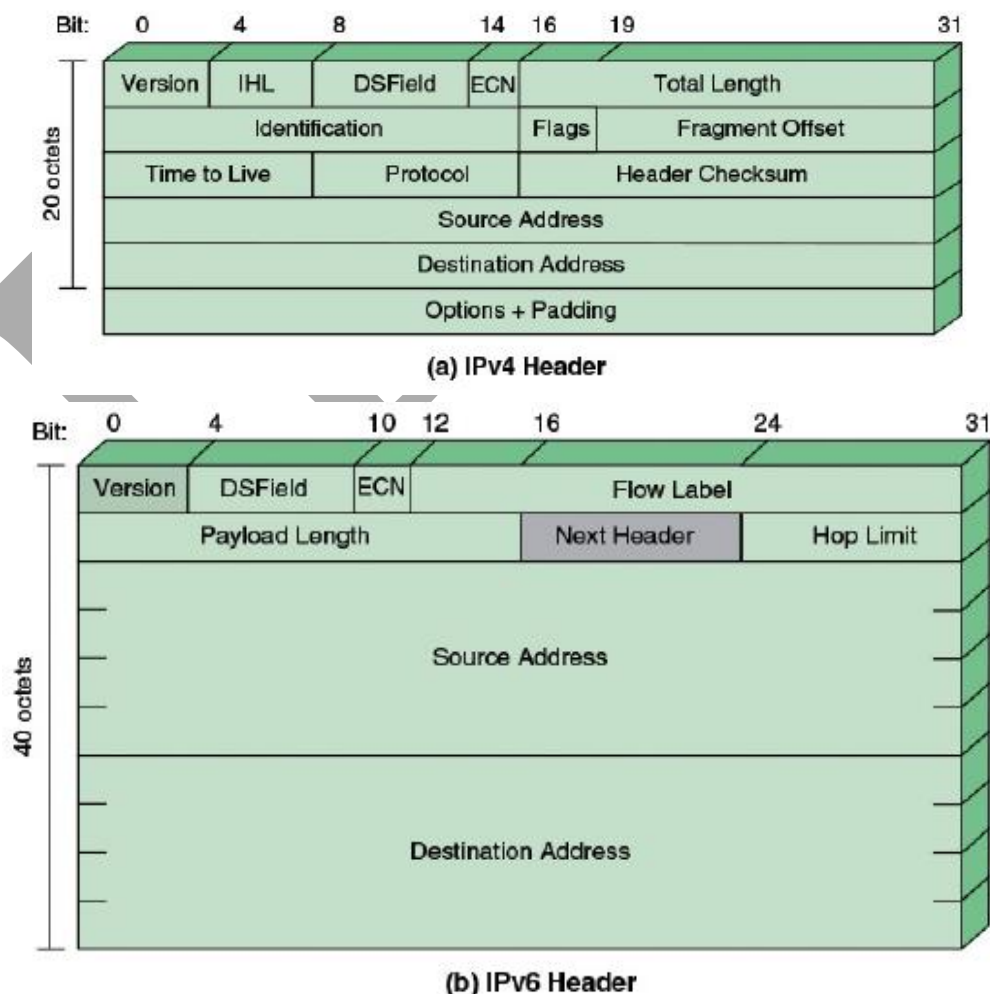 Bit: 0 4 8 14 16 19 31
Version IHL DSField ECN Total Length
Identification Flags Fragment Offset
20 octets
Time to Live Protocol Header Checksum
Source Address
Destination Address
Options + Padding
(a) IPv4 Header
Bit: 0 4 10 12 16 24 31
Version DSField ECN Flow Label
Payload Length Next Header Hop Limit
Source Address
40 octets
Destination Address
(b) IPv6 Header